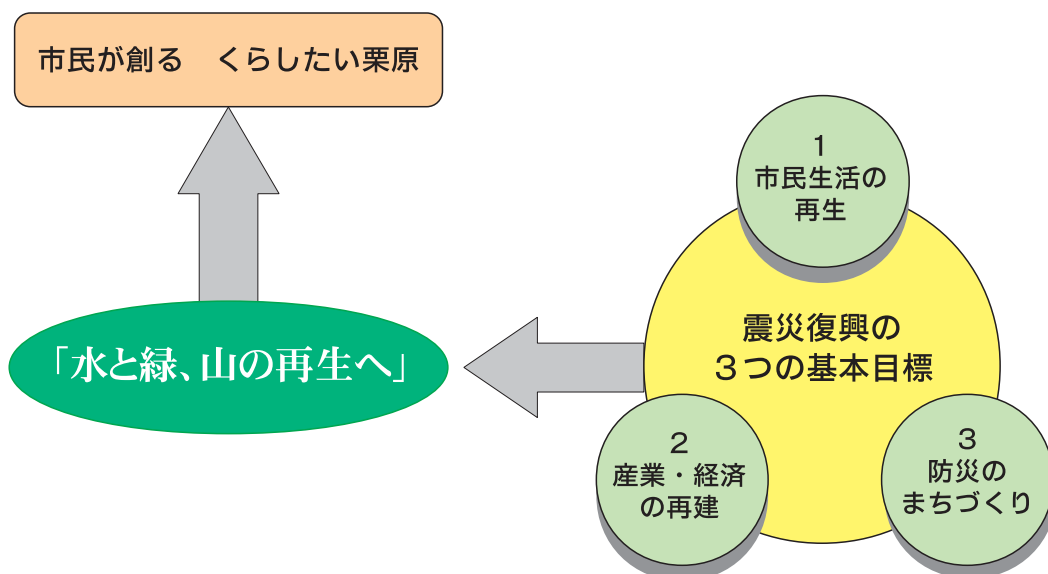 市民が創る　くらしたい栗原
「水と緑、山の再生へ」
震災復興の
３つの基本目標
1
市民生活の
再生
2
産業・経済
の再建
3
防災の
まちづくり